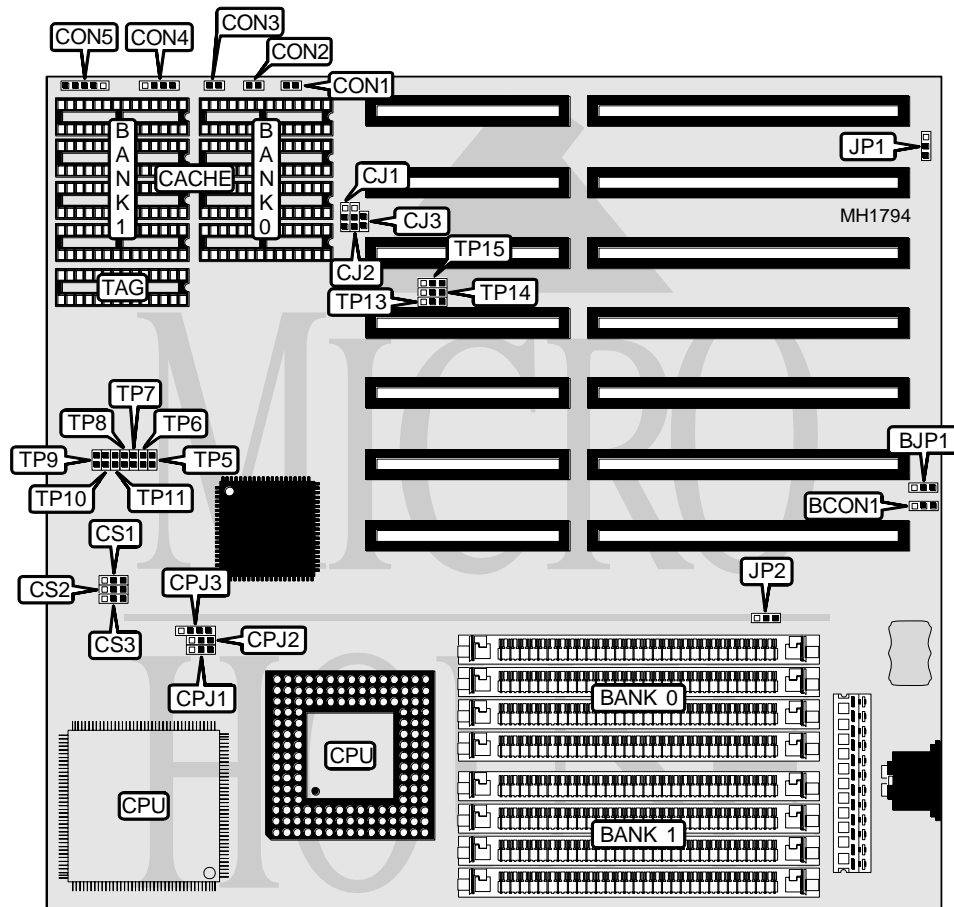 CON5
CON4
CON3
CON2
CON1
BANK1
BANK0
CACHE
TAG
JP1
MH1794
CJ1
CJ3
CJ2
TP15
TP13
TP14
TP7
TP8
TP6
TP9
TP5
TP10
TP11
BJP1
BCON1
CS1
CS2
CS3
CPJ3
CPJ2
CPJ1
JP2
BANK 0
CPU
CPU
BANK 1
MICRO
HOUSE